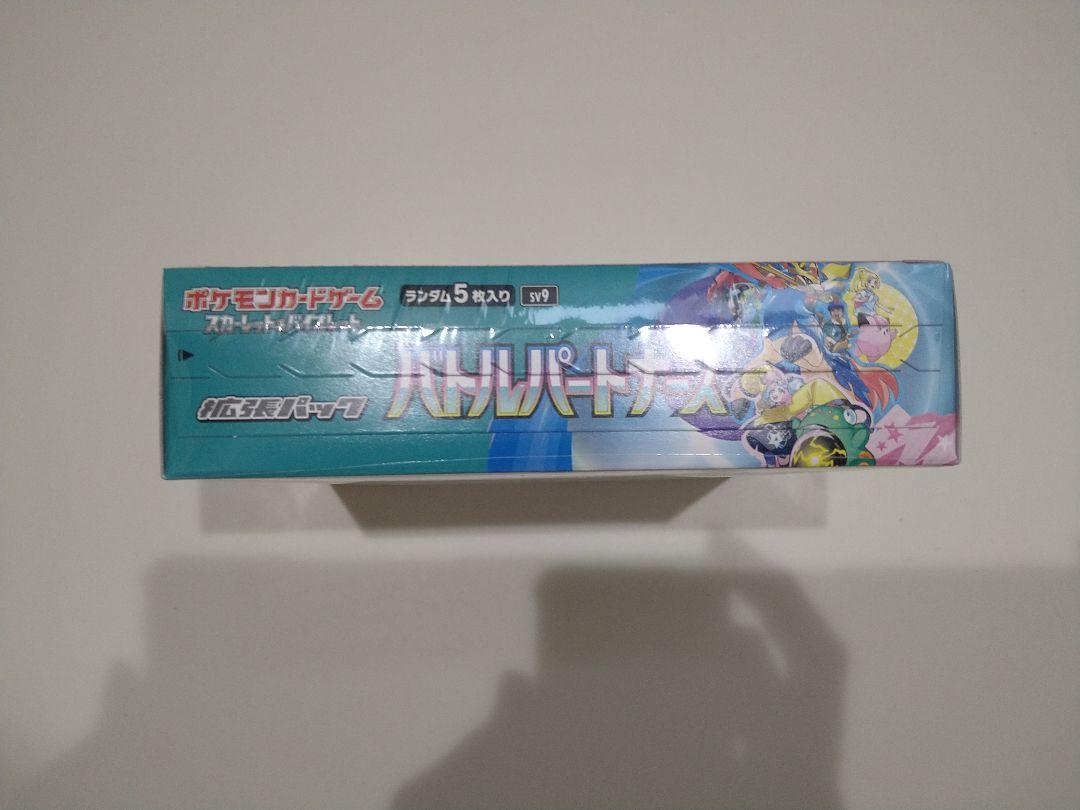 ポケモンカードゲーム
スカーレット&バイオレット
ランダム5枚入り
SV9
拡張パック
バトルパートナーズ